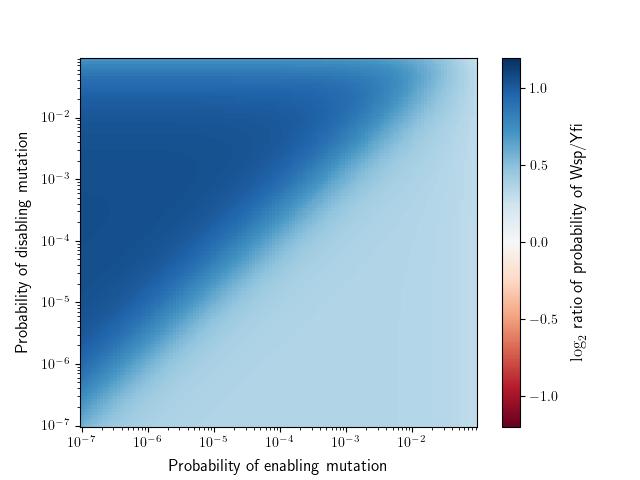 Probability of disabling mutation
10⁻²
10⁻³
10⁻⁴
10⁻⁵
10⁻⁶
10⁻⁷
10⁻⁷ 10⁻⁶ 10⁻⁵ 10⁻⁴ 10⁻³ 10⁻²
Probability of enabling mutation
1.0
0.5
0.0
−0.5
−1.0
log₂ ratio of probability of Wsp/Yfi